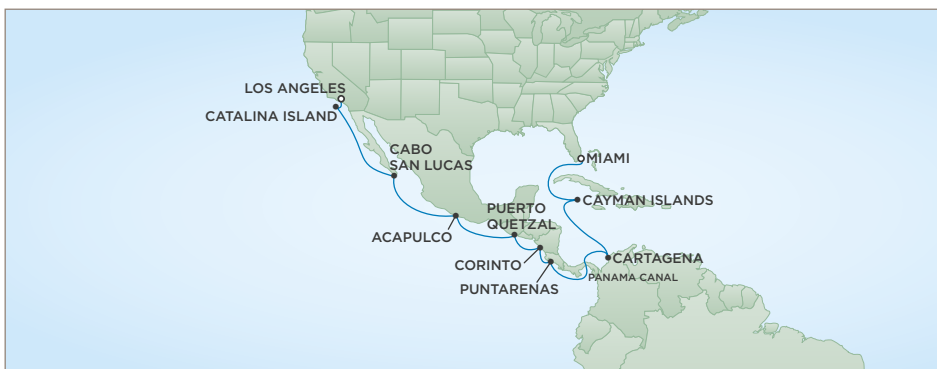 LOS ANGELES
CATALINA ISLAND
CABO
SAN LUCAS
MIAMI
CAYMAN ISLANDS
PUERTO
QUETZAL
ACAPULCO
CORINTO
CARTAGENA
PANAMA CANAL
PUNTARENAS